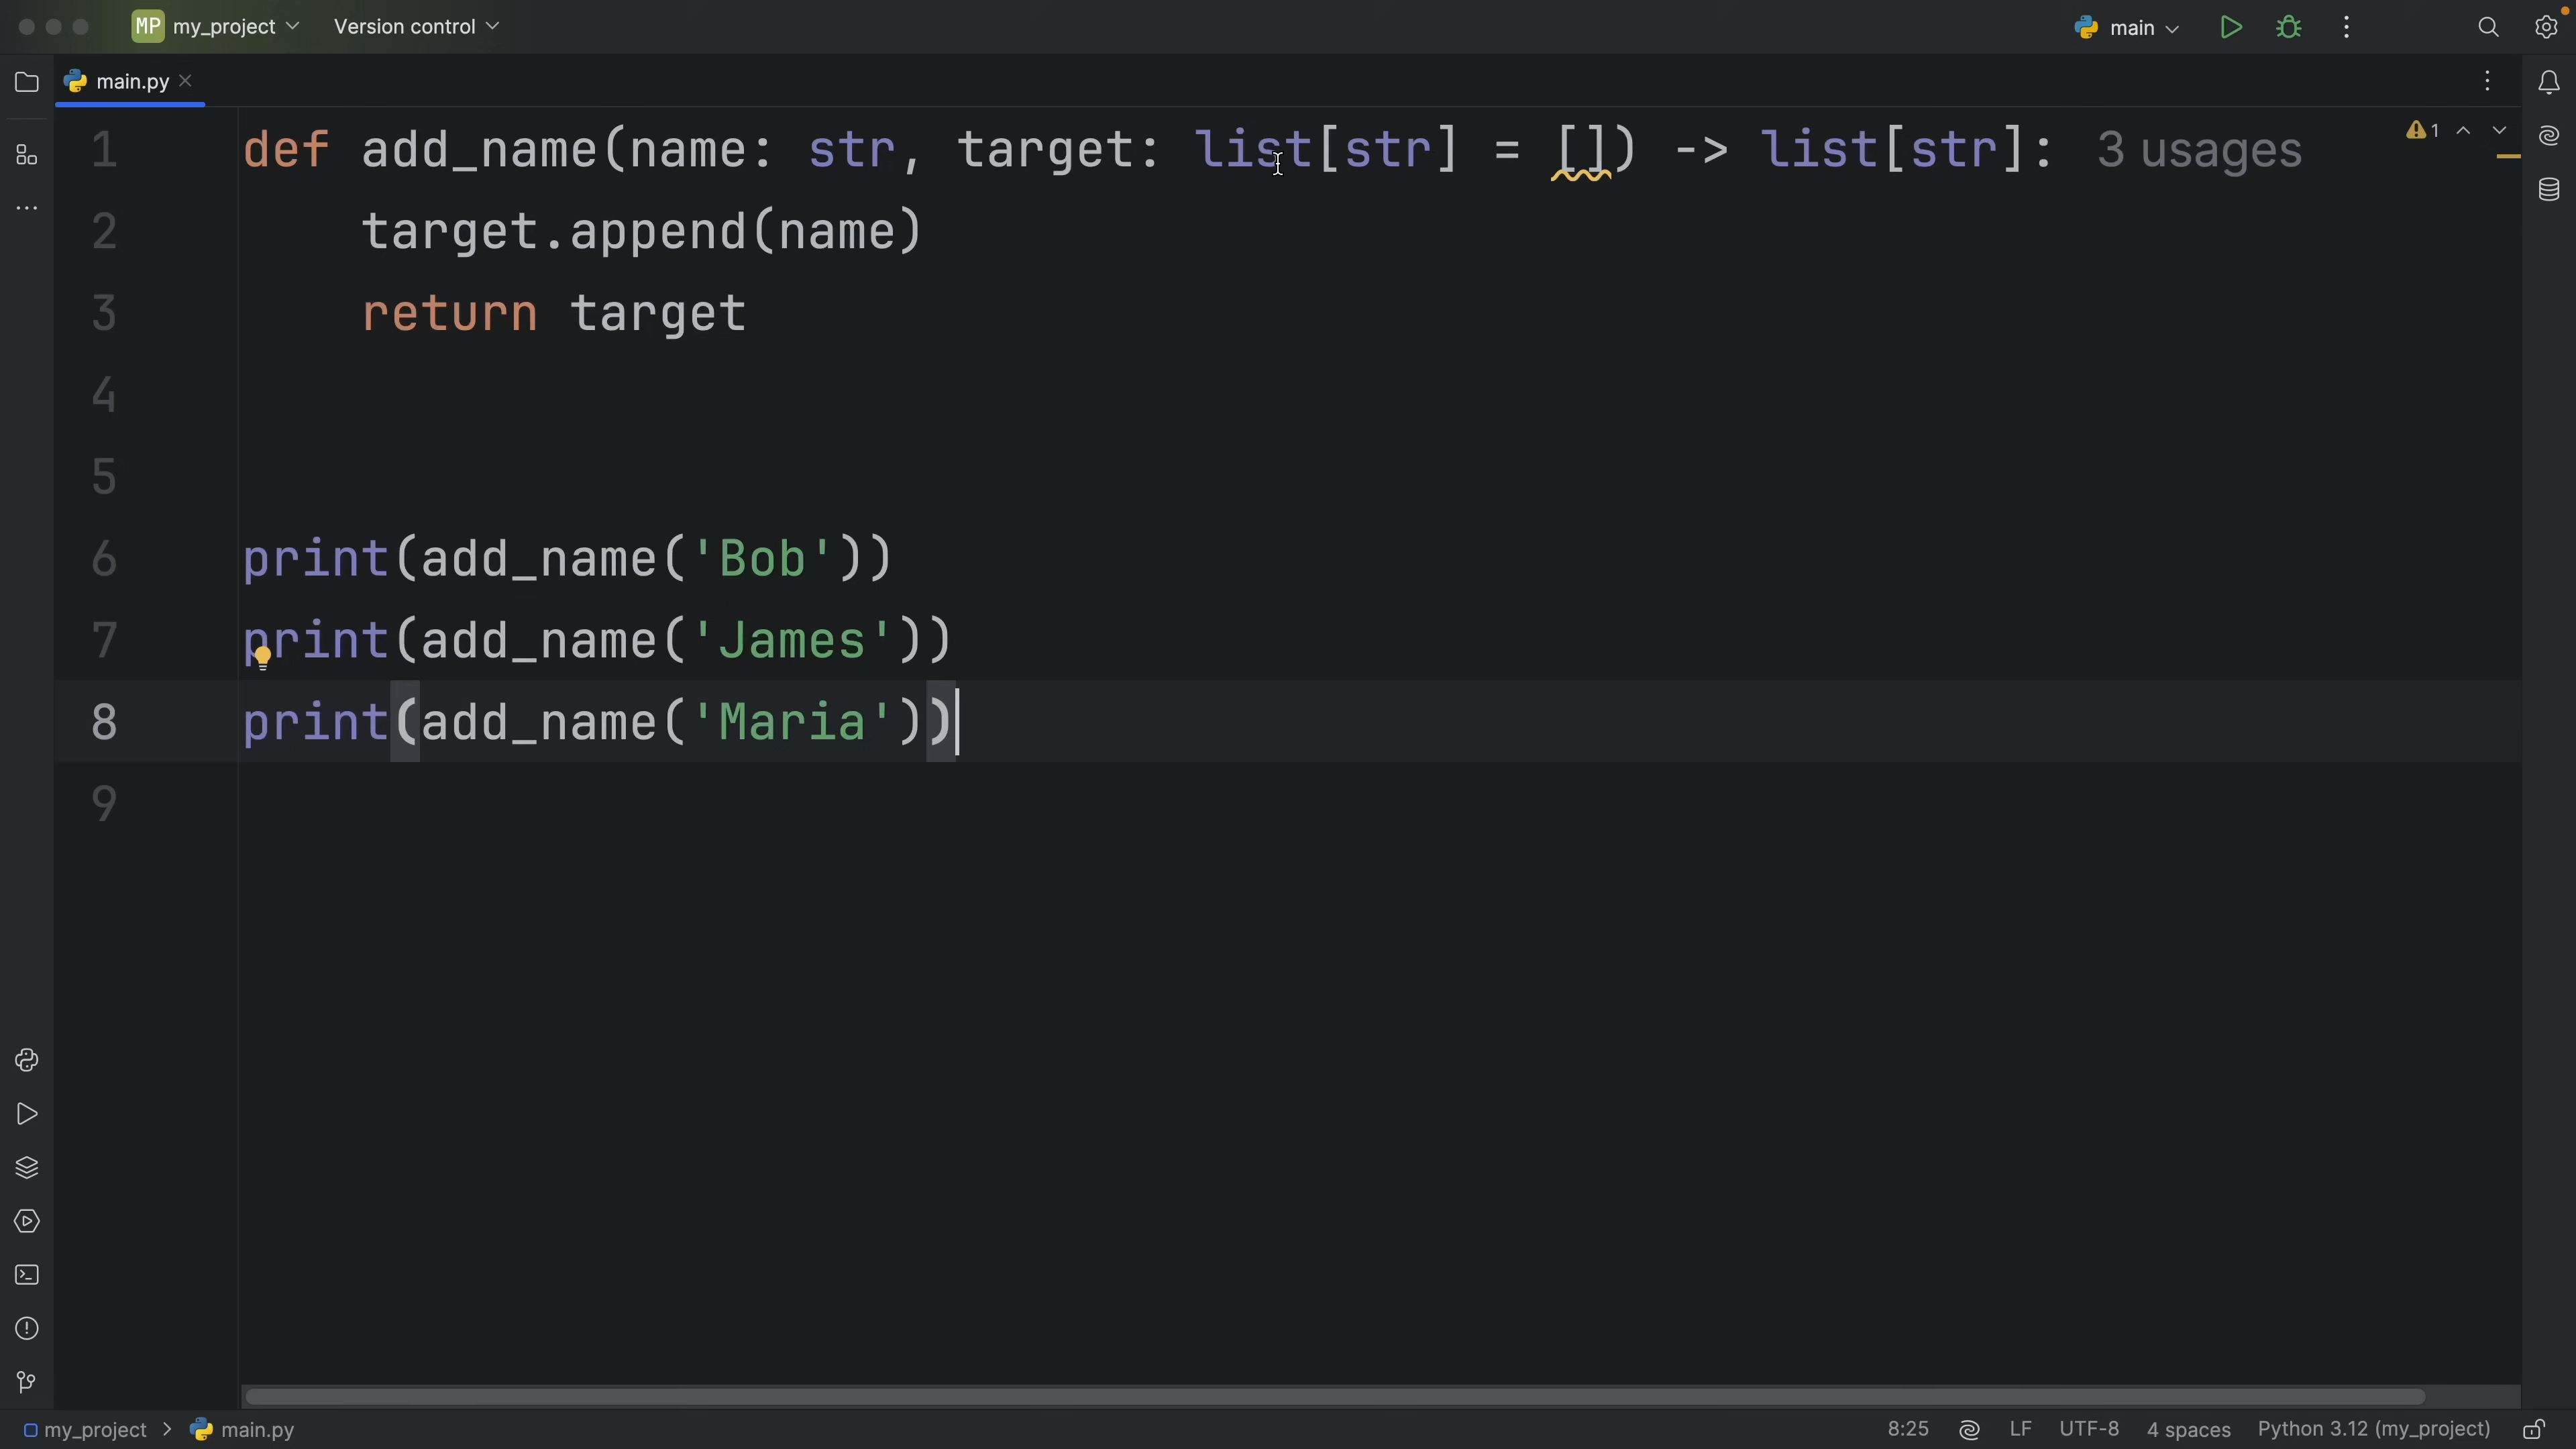 MP my_project Version control main
main.py
1 def add_name(name: str, target: list[str] = []) -> list[str]: 3 usages 1
2     target.append(name)
3     return target
4
5
6 print(add_name('Bob'))
7 print(add_name('James'))
8 print(add_name('Maria'))
9
my_project > main.py 8:25 LF UTF-8 4 spaces Python 3.12 (my_project)